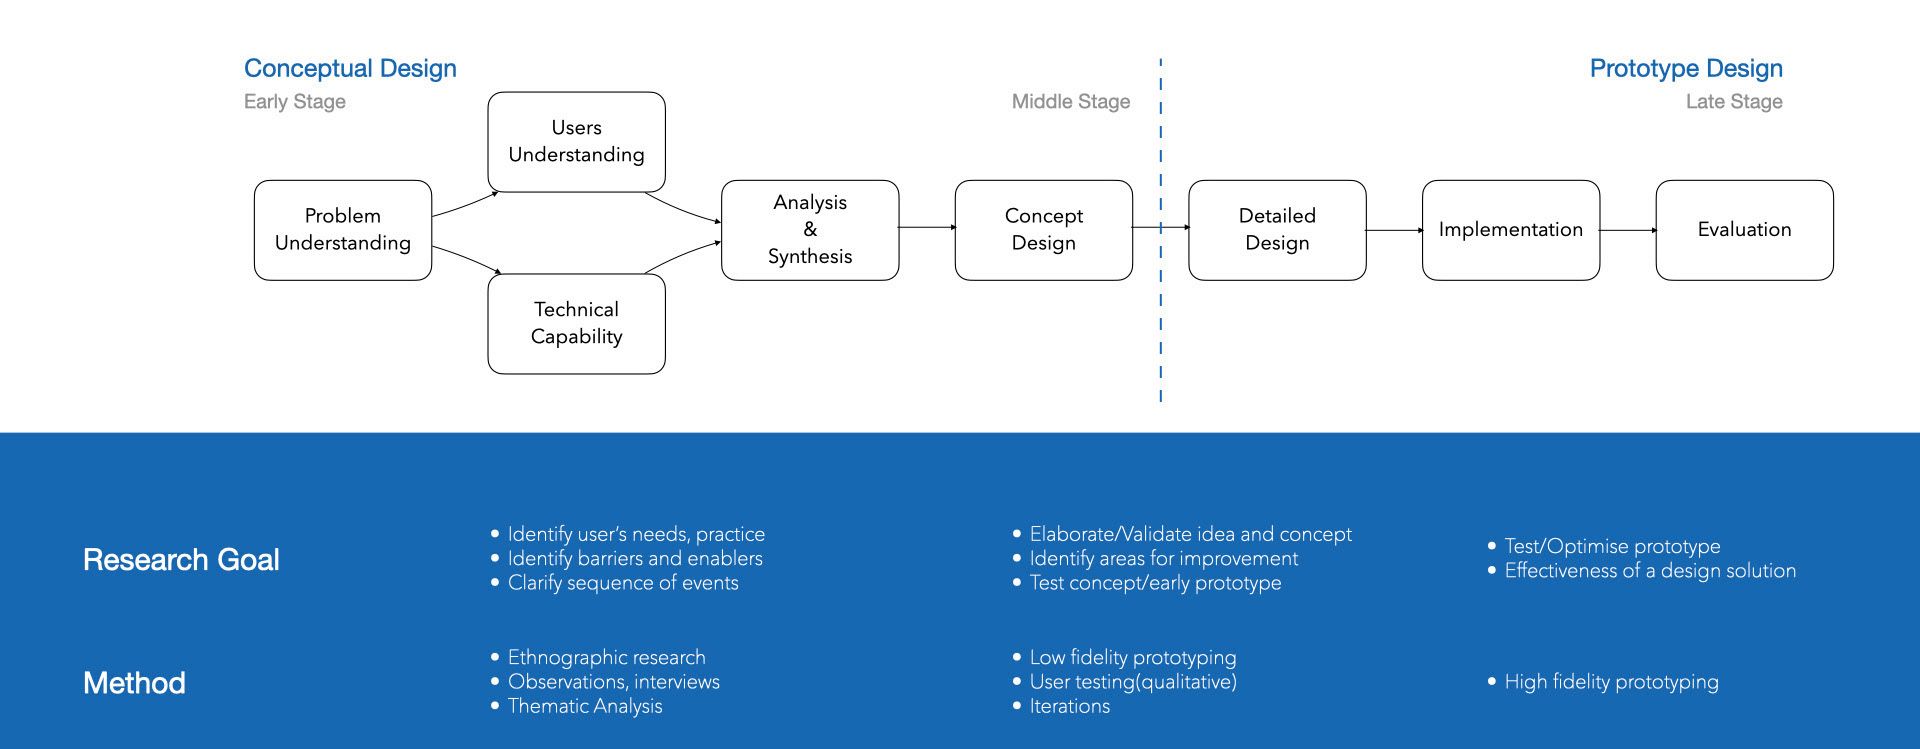 Conceptual Design
Early Stage
Middle Stage
Prototype Design
Late Stage
Problem
Understanding
Users
Understanding
Technical
Capability
Analysis
&
Synthesis
Concept
Design
Detailed
Design
Implementation
Evaluation
Research Goal
• Identify user’s needs, practice
• Identify barriers and enablers
• Clarify sequence of events
• Elaborate/Validate idea and concept
• Identify areas for improvement
• Test concept/early prototype
• Test/Optimise prototype
• Effectiveness of a design solution
Method
• Ethnographic research
• Observations, interviews
• Thematic Analysis
• Low fidelity prototyping
• User testing(qualitative)
• Iterations
• High fidelity prototyping